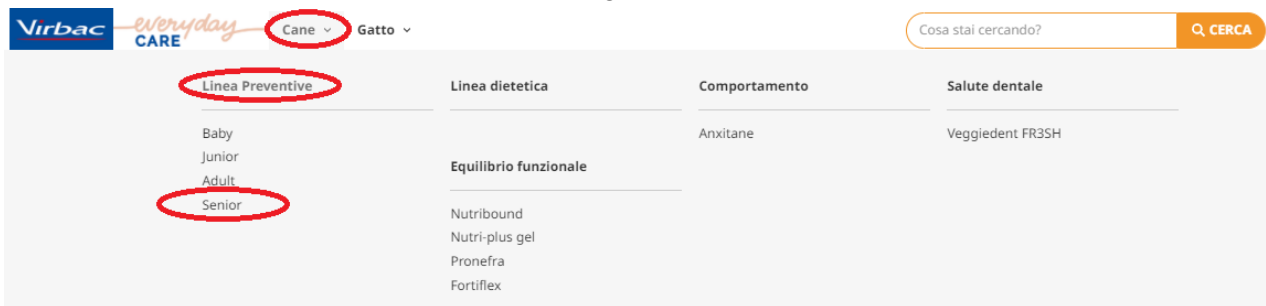 Virbac
everyday
CARE
Cane
Gatto
Cosa stai cercando?
CERCA
Linea Preventive
Baby
Junior
Adult
Senior
Linea dietetica
Equilibrio funzionale
Nutribound
Nutri-plus gel
Pronefra
Fortiflex
Comportamento
Anxitane
Salute dentale
Veggiedent FR3SH